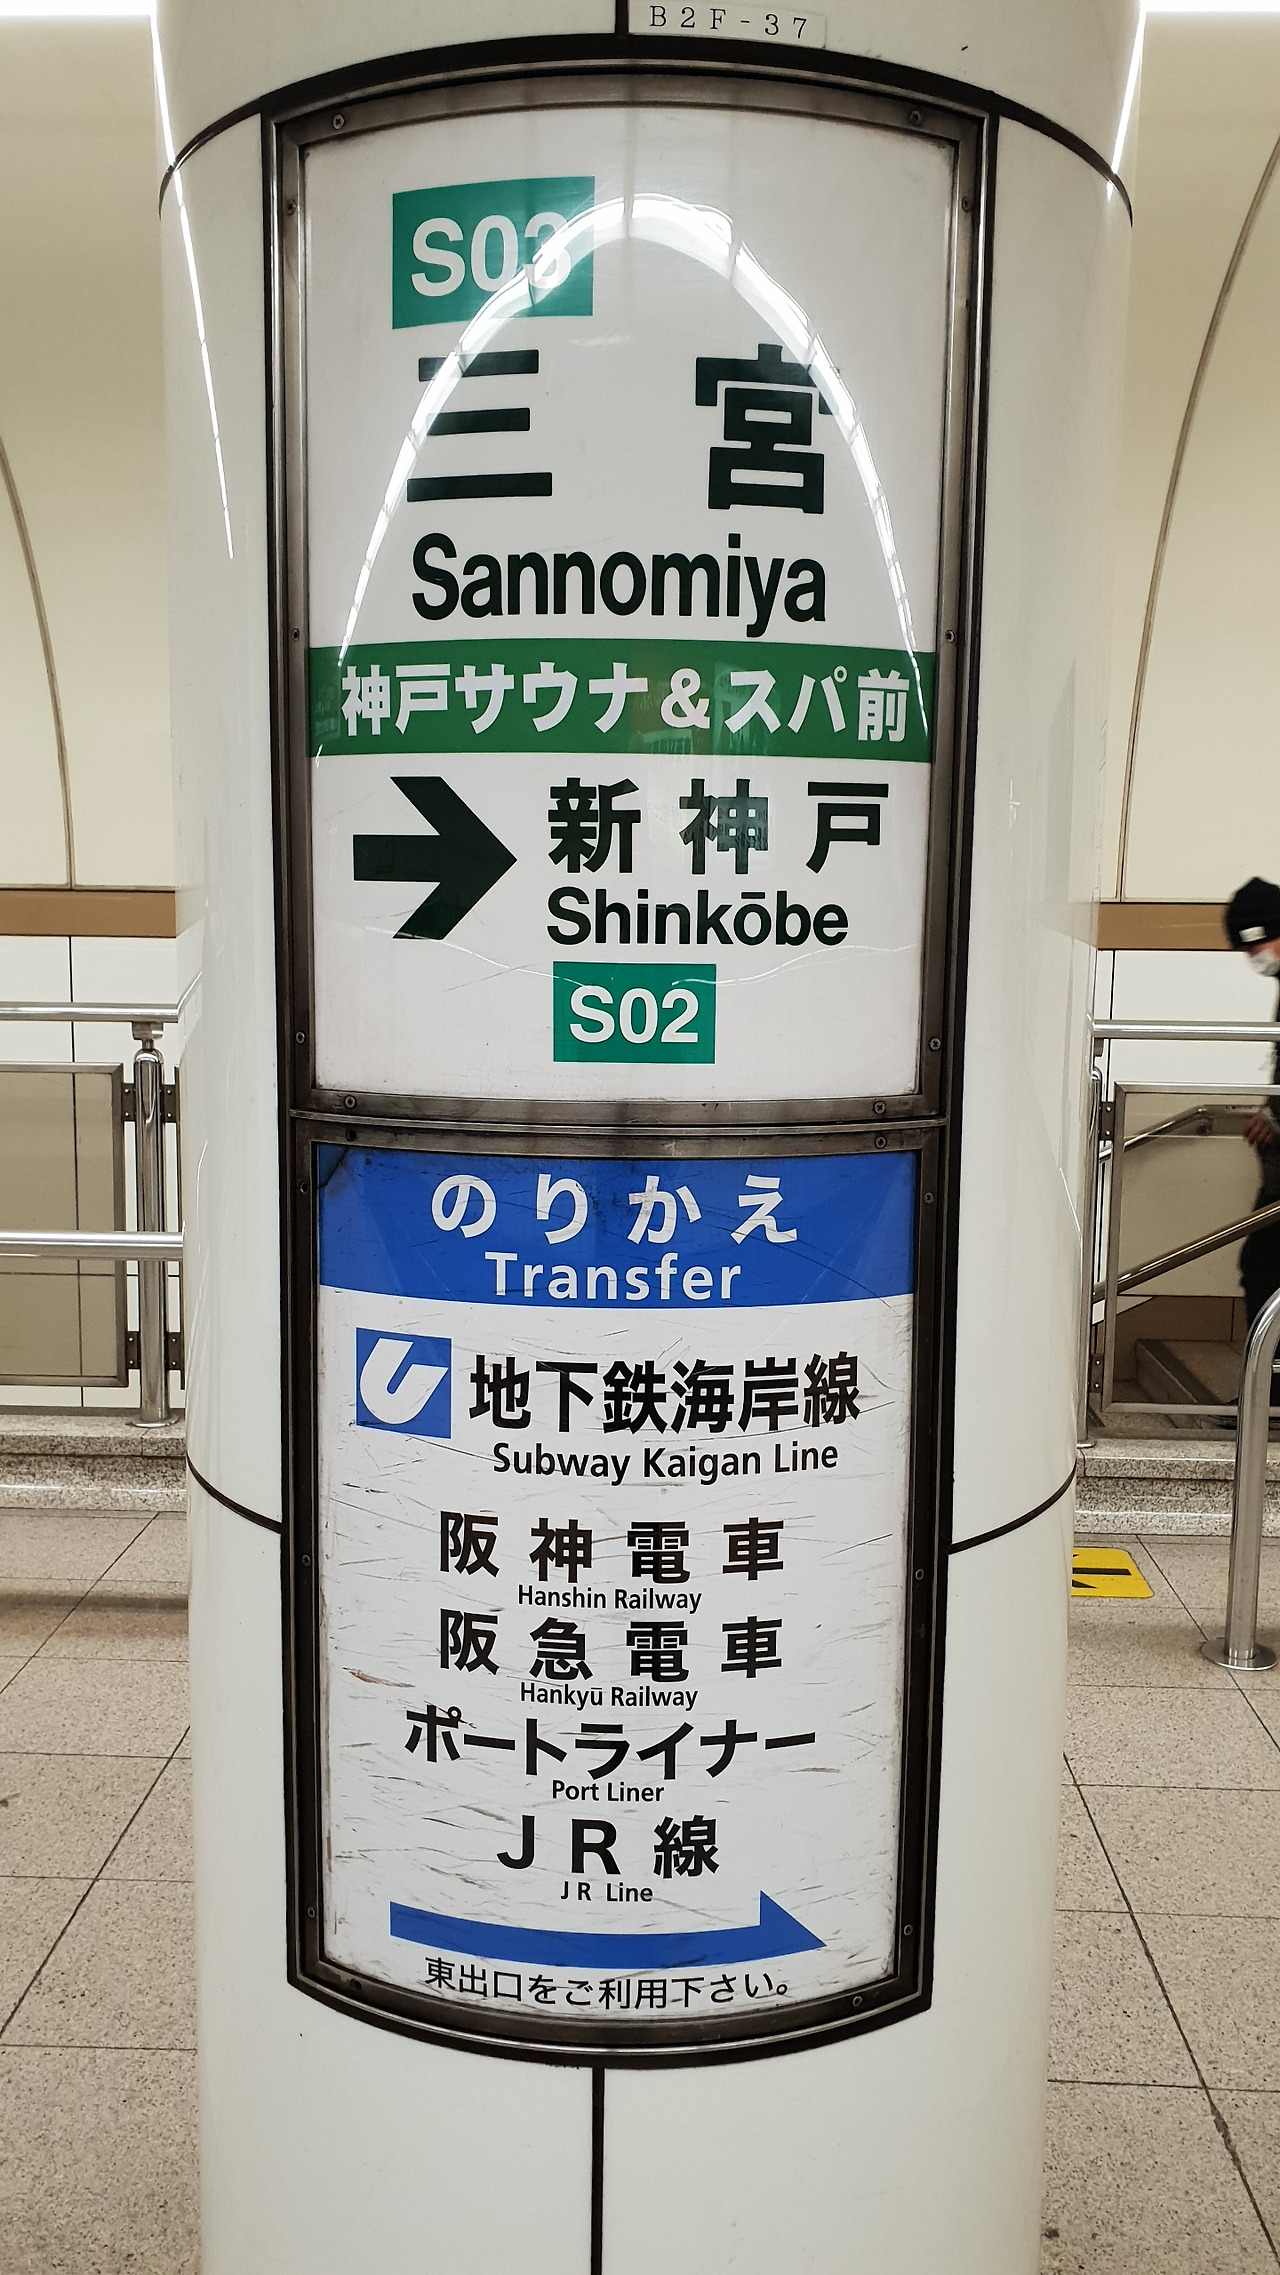 B2F-37
S03
三宮
Sannomiya
神戸サウナ&スパ前
新神戸
Shinkōbe
S02
のりかえ
Transfer
地下鉄海岸線
Subway Kaigan Line
阪神電車
Hanshin Railway
阪急電車
Hankyū Railway
ポートライナー
Port Liner
JR線
JR Line
東出口をご利用下さい。